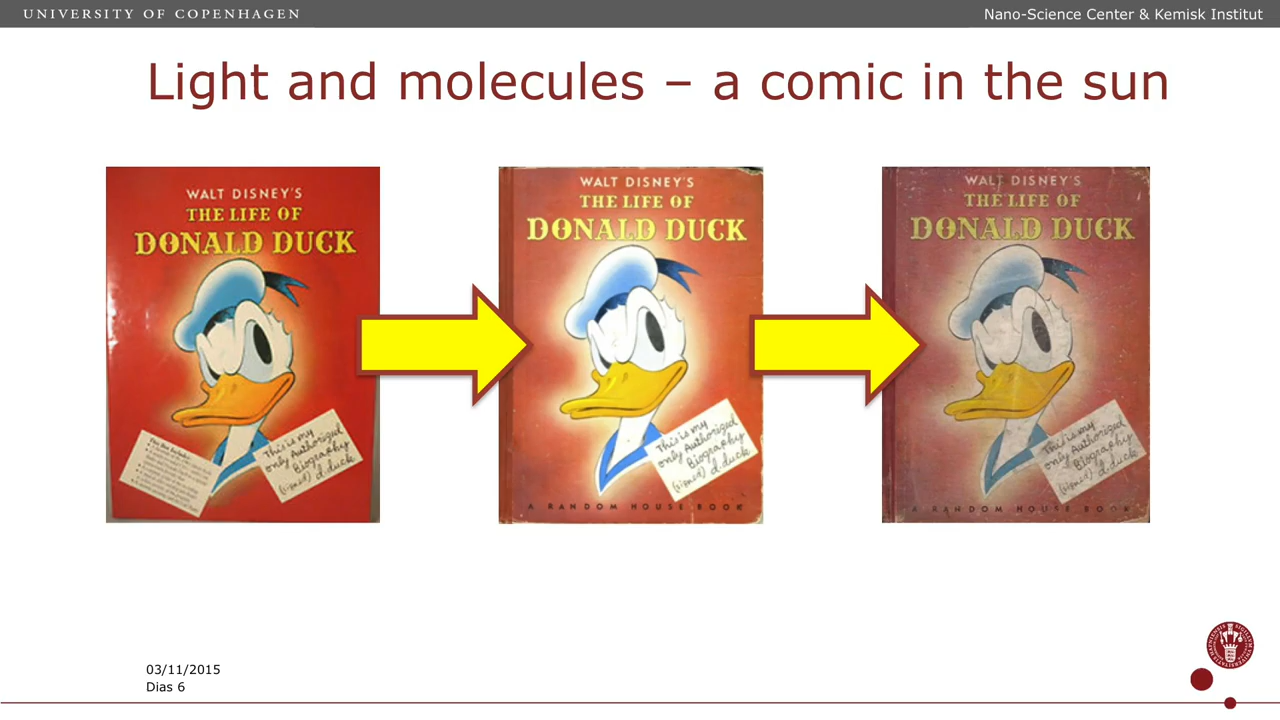 UNIVERSITY OF COPENHAGEN
Nano-Science Center & Kemisk Institut
Light and molecules – a comic in the sun
WALT DISNEY'S
THE LIFE OF
DONALD DUCK
This is my
only Authorized
Biography
(signed) d. duck
WALT DISNEY'S
THE LIFE OF
DONALD DUCK
This is my
only Authorized
Biography
(signed) d. duck
A RANDOM HOUSE BOOK
WALT DISNEY'S
THE LIFE OF
DONALD DUCK
This is my
only Authorized
Biography
(signed) d. duck
A RANDOM HOUSE BOOK
03/11/2015
Dias 6